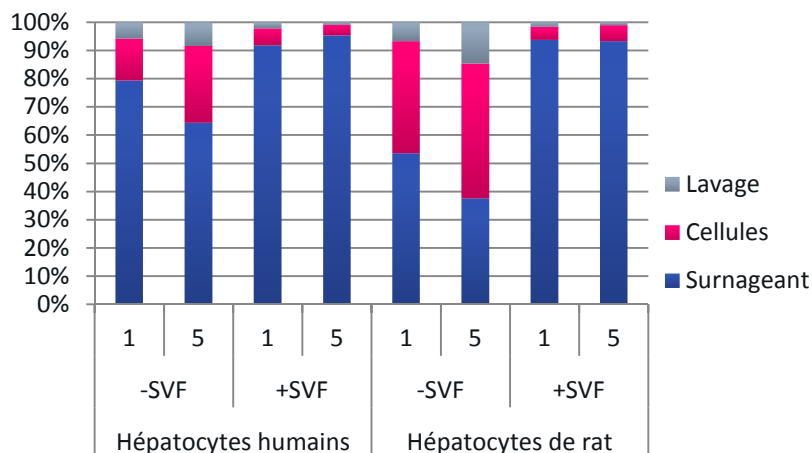 100%
90%
80%
70%
60%
50%
40%
30%
20%
10%
0%
1 5 1 5 1 5 1 5
-SVF +SVF -SVF +SVF
Hépatocytes humains Hépatocytes de rat
Lavage
Cellules
Surnageant